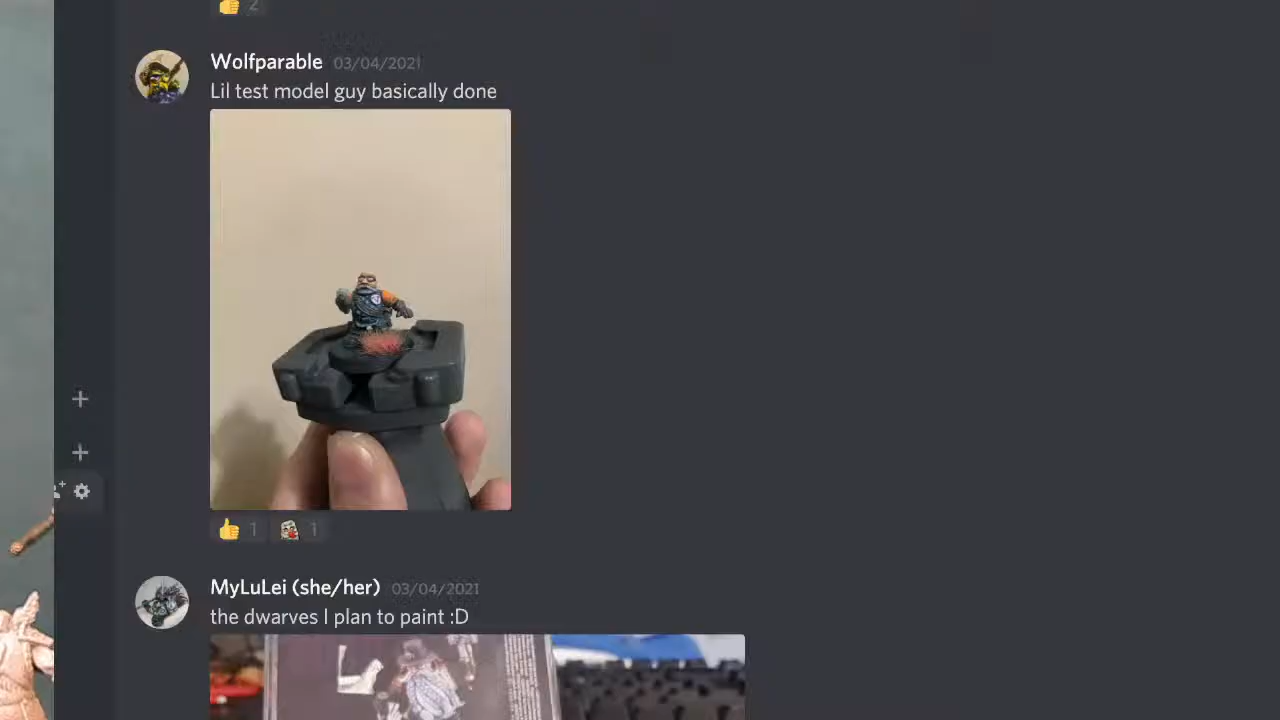 2
Wolfparable 03/04/2021
Lil test model guy basically done
1 1
MyLuLei (she/her) 03/04/2021
the dwarves I plan to paint :D